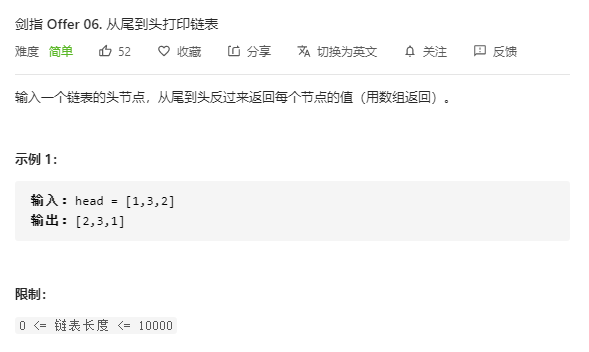 剑指 Offer 06. 从尾到头打印链表
难度 简单 52 收藏 分享 切换为英文 关注 反馈
输入一个链表的头节点，从尾到头反过来返回每个节点的值（用数组返回）。
示例 1：
输入：head = [1,3,2]
输出：[2,3,1]
限制：
0 <= 链表长度 <= 10000